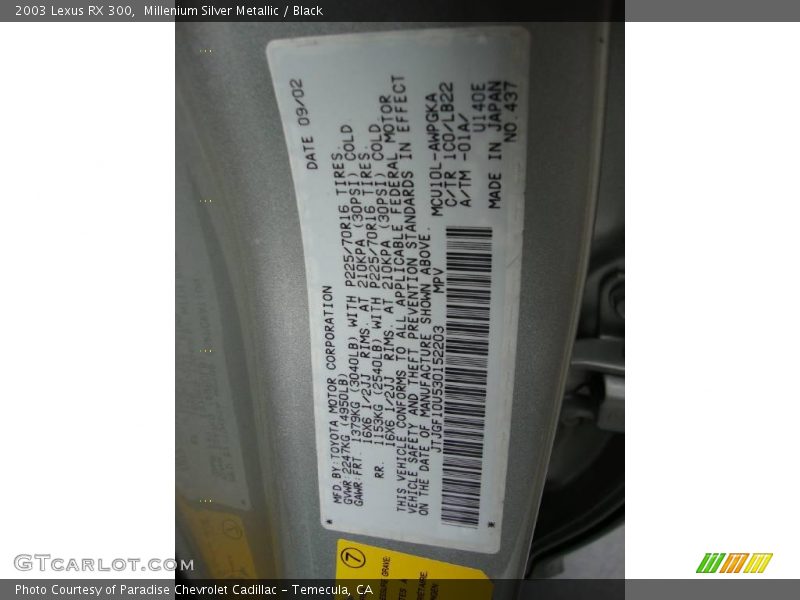 2003 Lexus RX 300,  Millenium Silver Metallic / Black
DATE 09/02
MFD. BY: TOYOTA MOTOR CORPORATION
GVWR: 2247KG (4950LB)
GAWR: FRT. 1379KG (3040LB) WITH P225/70R16 TIRES,
16X6 1/2JJ RIMS, AT 210KPA (30PSI) COLD
RR. 1153KG (2540LB) WITH P225/70R16 TIRES,
16X6 1/2JJ RIMS, AT 210KPA (30PSI) COLD
THIS VEHICLE CONFORMS TO ALL APPLICABLE FEDERAL MOTOR
VEHICLE SAFETY AND THEFT PREVENTION STANDARDS IN EFFECT
ON THE DATE OF MANUFACTURE SHOWN ABOVE.
JTJGF10U530152203 MPV
MCU10L-AWPGKA
C/TR 1C0/LB22
A/TM -01A/
U140E
MADE IN JAPAN
NO. 437
7
GTCarlot.com
Photo Courtesy of Paradise Chevrolet Cadillac - Temecula, CA